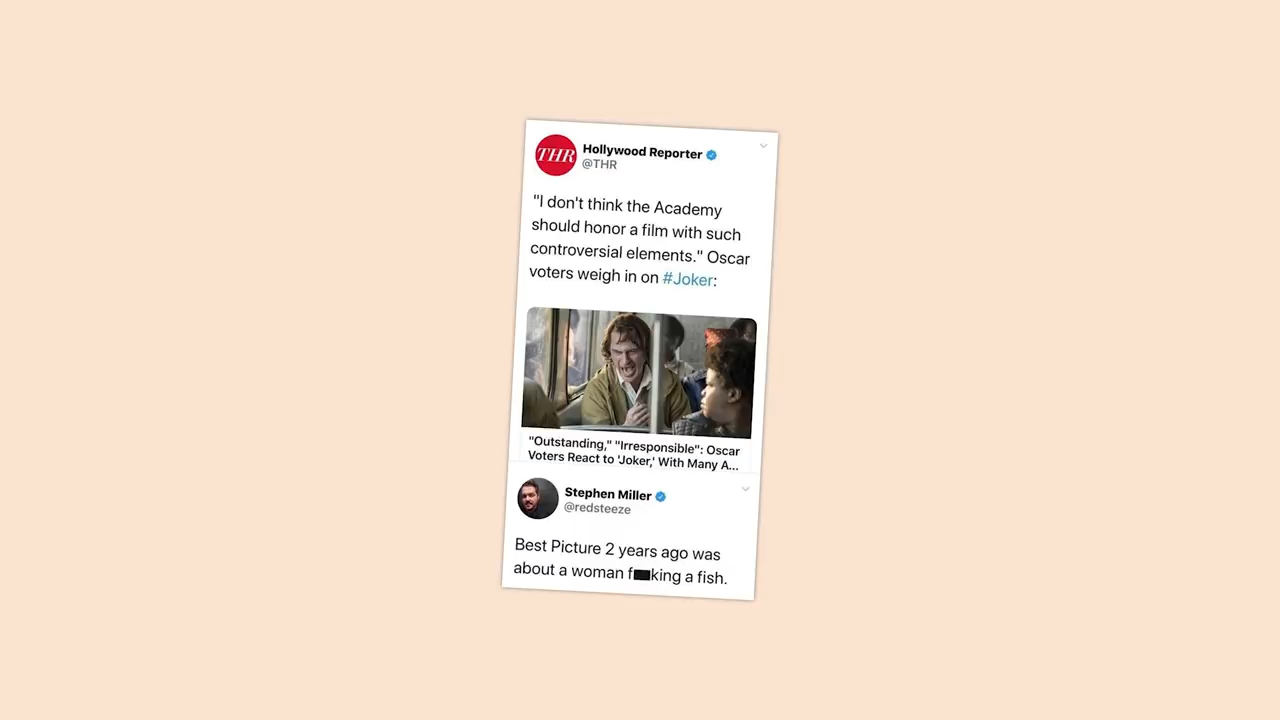 THR
Hollywood Reporter
@THR
"I don't think the Academy
should honor a film with such
controversial elements." Oscar
voters weigh in on #Joker:
"Outstanding," "Irresponsible": Oscar
Voters React to 'Joker,' With Many A...
Stephen Miller
@redsteeze
Best Picture 2 years ago was
about a woman f██king a fish.